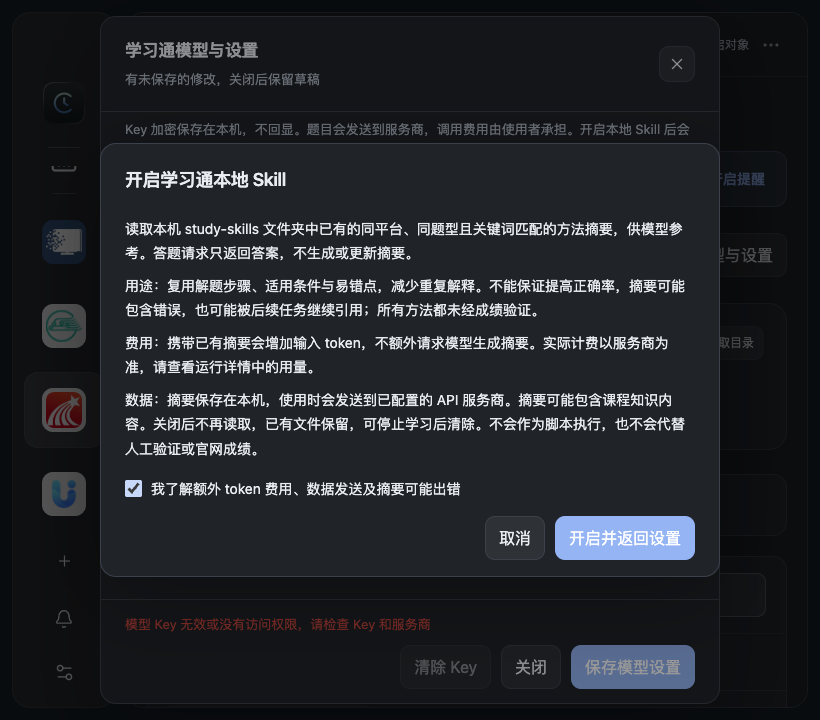 学习通模型与设置
有未保存的修改，关闭后保留草稿
Key 加密保存在本机，不回显。题目会发送到服务商，调用费用由使用者承担。开启本地 Skill 后会
对象
启提醒
型与设置
取目录
开启学习通本地 Skill
读取本机 study-skills 文件夹中已有的同平台、同题型且关键词匹配的方法摘要，供模型参
考。答题请求只返回答案，不生成或更新摘要。
用途：复用解题步骤、适用条件与易错点，减少重复解释。不能保证提高正确率，摘要可能
包含错误，也可能被后续任务继续引用；所有方法都未经成绩验证。
费用：携带已有摘要会增加输入 token，不额外请求模型生成摘要。实际计费以服务商为
准，请查看运行详情中的用量。
数据：摘要保存在本机，使用时会发送到已配置的 API 服务商。摘要可能包含课程知识内
容。关闭后不再读取，已有文件保留，可停止学习后清除。不会作为脚本执行，也不会代替
人工验证或官网成绩。
我了解额外 token 费用、数据发送及摘要可能出错
取消
开启并返回设置
模型 Key 无效或没有访问权限，请检查 Key 和服务商
清除 Key
关闭
保存模型设置